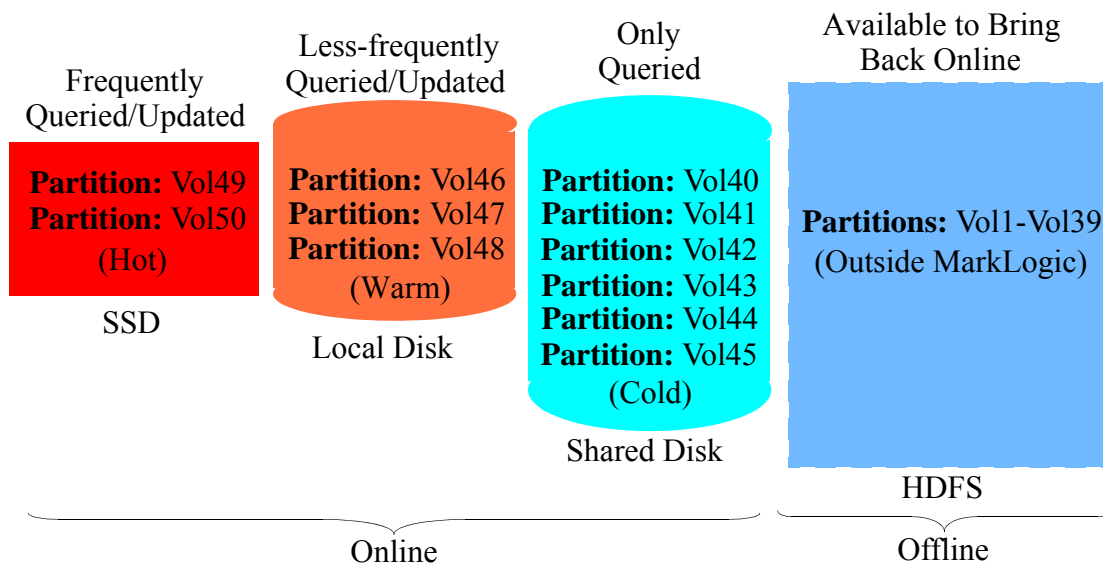 Frequently
Queried/Updated
Partition: Vol49
Partition: Vol50
(Hot)
SSD
Less-frequently
Queried/Updated
Partition: Vol46
Partition: Vol47
Partition: Vol48
(Warm)
Local Disk
Only
Queried
Partition: Vol40
Partition: Vol41
Partition: Vol42
Partition: Vol43
Partition: Vol44
Partition: Vol45
(Cold)
Shared Disk
Available to Bring
Back Online
Partitions: Vol1-Vol39
(Outside MarkLogic)
HDFS
Online
Offline